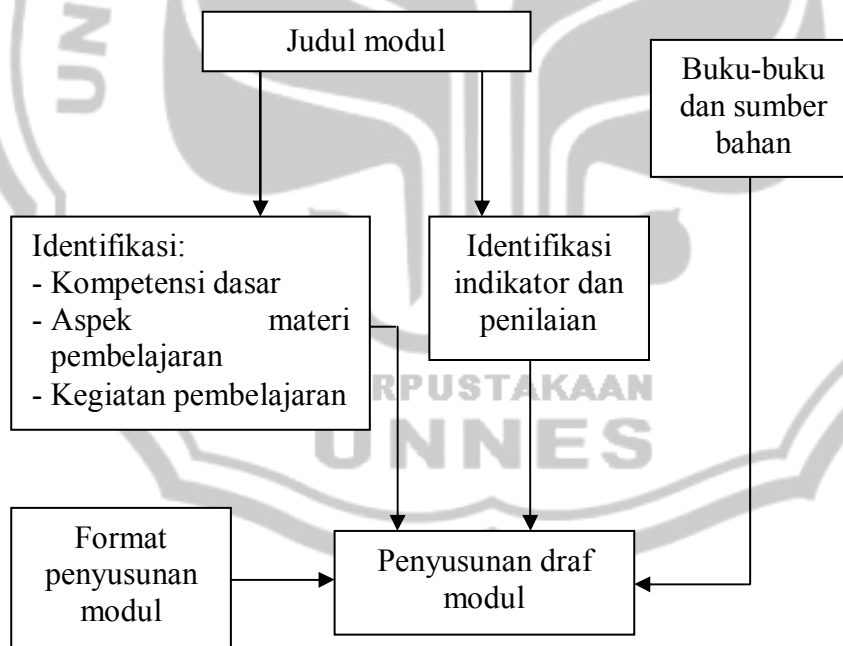 Judul modul
Buku-buku
dan sumber
bahan
Identifikasi:
- Kompetensi dasar
- Aspek materi
pembelajaran
- Kegiatan pembelajaran
Identifikasi
indikator dan
penilaian
RPUSTAKAAN
UNNES
Format
penyusunan
modul
Penyusunan draf
modul
UN